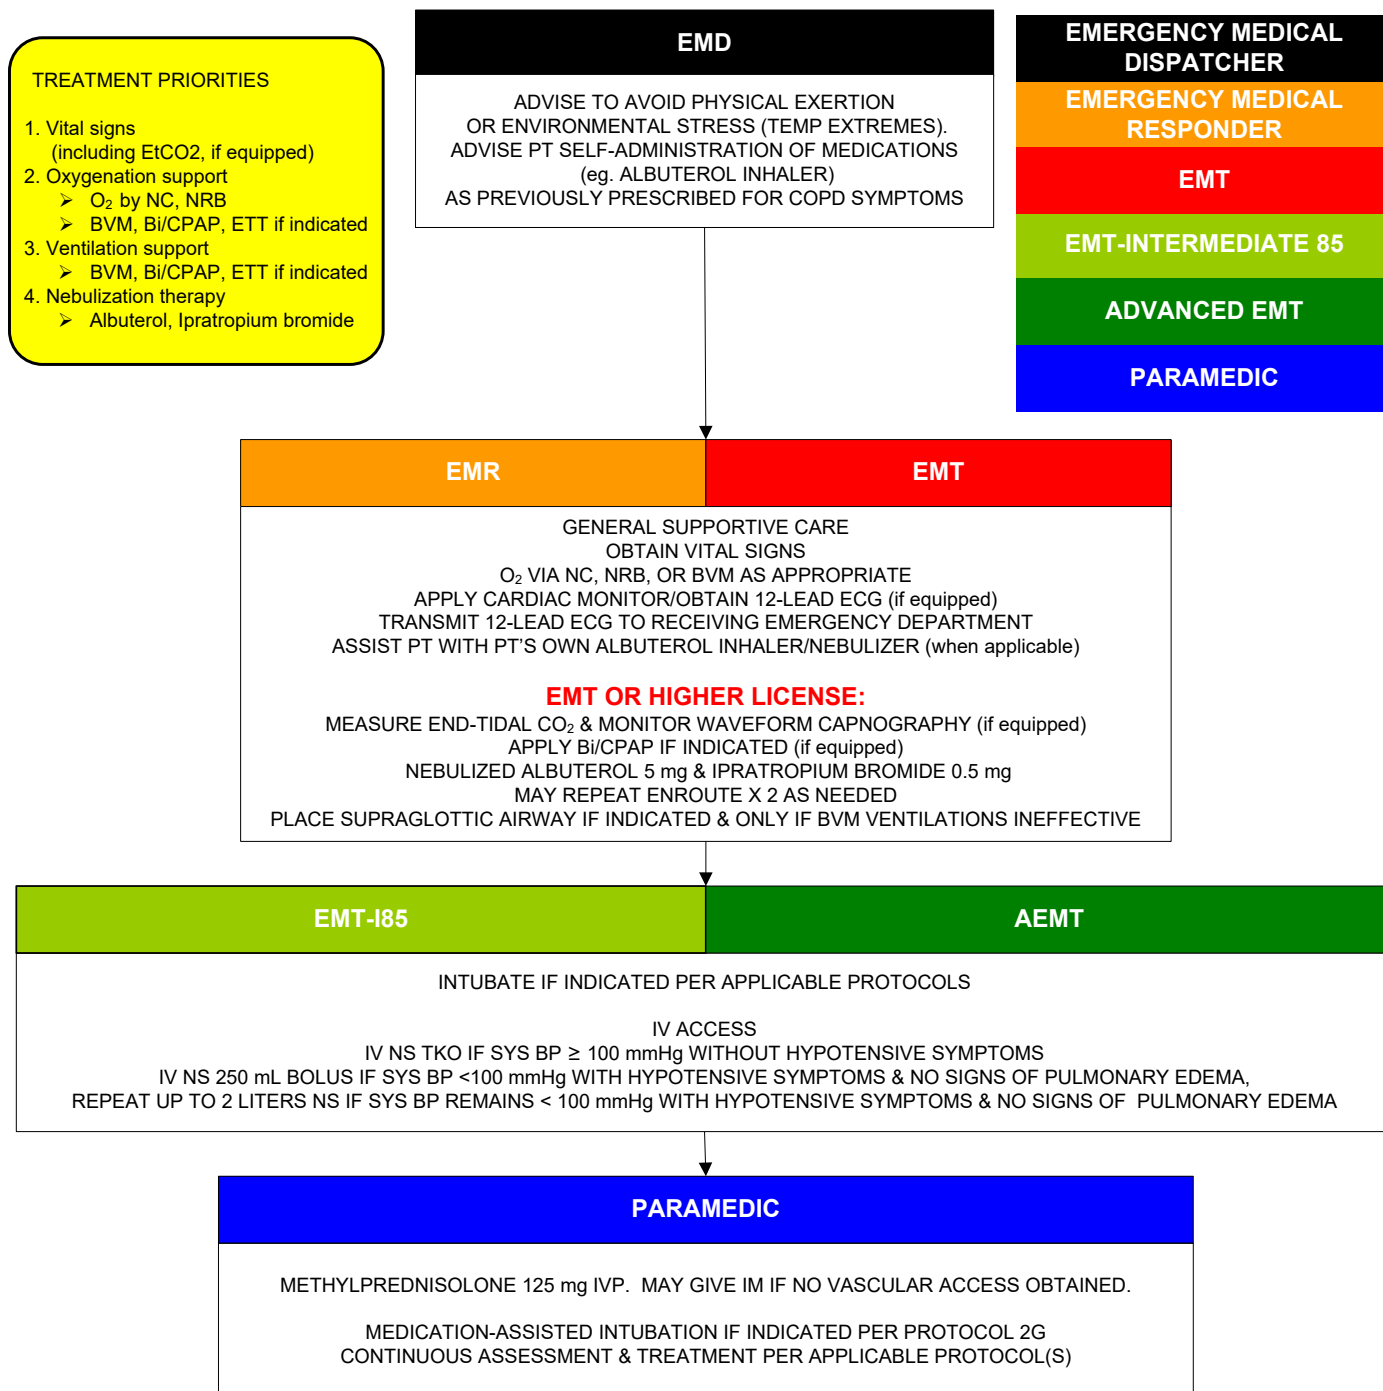 TREATMENT PRIORITIES
1. Vital signs
(including EtCO2, if equipped)
2. Oxygenation support
➢ O₂ by NC, NRB
➢ BVM, Bi/CPAP, ETT if indicated
3. Ventilation support
➢ BVM, Bi/CPAP, ETT if indicated
4. Nebulization therapy
➢ Albuterol, Ipratropium bromide
EMD
ADVISE TO AVOID PHYSICAL EXERTION
OR ENVIRONMENTAL STRESS (TEMP EXTREMES).
ADVISE PT SELF-ADMINISTRATION OF MEDICATIONS
(eg. ALBUTEROL INHALER)
AS PREVIOUSLY PRESCRIBED FOR COPD SYMPTOMS
EMERGENCY MEDICAL
DISPATCHER
EMERGENCY MEDICAL
RESPONDER
EMT
EMT-INTERMEDIATE 85
ADVANCED EMT
PARAMEDIC
EMR
EMT
GENERAL SUPPORTIVE CARE
OBTAIN VITAL SIGNS
O₂ VIA NC, NRB, OR BVM AS APPROPRIATE
APPLY CARDIAC MONITOR/OBTAIN 12-LEAD ECG (if equipped)
TRANSMIT 12-LEAD ECG TO RECEIVING EMERGENCY DEPARTMENT
ASSIST PT WITH PT'S OWN ALBUTEROL INHALER/NEBULIZER (when applicable)
EMT OR HIGHER LICENSE:
MEASURE END-TIDAL CO₂ & MONITOR WAVEFORM CAPNOGRAPHY (if equipped)
APPLY Bi/CPAP IF INDICATED (if equipped)
NEBULIZED ALBUTEROL 5 mg & IPRATROPIUM BROMIDE 0.5 mg
MAY REPEAT ENROUTE X 2 AS NEEDED
PLACE SUPRAGLOTTIC AIRWAY IF INDICATED & ONLY IF BVM VENTILATIONS INEFFECTIVE
EMT-I85
AEMT
INTUBATE IF INDICATED PER APPLICABLE PROTOCOLS
IV ACCESS
IV NS TKO IF SYS BP ≥ 100 mmHg WITHOUT HYPOTENSIVE SYMPTOMS
IV NS 250 mL BOLUS IF SYS BP <100 mmHg WITH HYPOTENSIVE SYMPTOMS & NO SIGNS OF PULMONARY EDEMA,
REPEAT UP TO 2 LITERS NS IF SYS BP REMAINS < 100 mmHg WITH HYPOTENSIVE SYMPTOMS & NO SIGNS OF PULMONARY EDEMA
PARAMEDIC
METHYLPREDNISOLONE 125 mg IVP. MAY GIVE IM IF NO VASCULAR ACCESS OBTAINED.
MEDICATION-ASSISTED INTUBATION IF INDICATED PER PROTOCOL 2G
CONTINUOUS ASSESSMENT & TREATMENT PER APPLICABLE PROTOCOL(S)